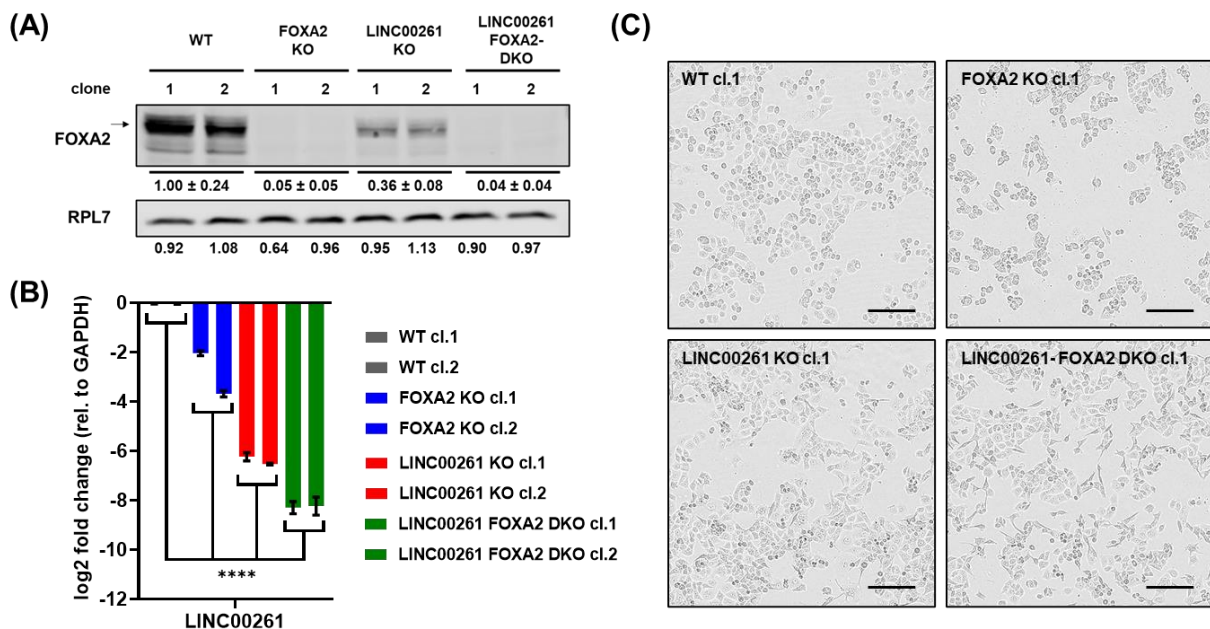 (A)
WT
FOXA2
KO
LINC00261
KO
LINC00261
FOXA2-
DKO
clone 1 2 1 2 1 2 1 2
FOXA2
1.00 ± 0.24 0.05 ± 0.05 0.36 ± 0.08 0.04 ± 0.04
RPL7
0.92 1.08 0.64 0.96 0.95 1.13 0.90 0.97
(B)
log2 fold change (rel. to GAPDH)
0
-2
-4
-6
-8
-10
-12
****
LINC00261
WT cl.1
WT cl.2
FOXA2 KO cl.1
FOXA2 KO cl.2
LINC00261 KO cl.1
LINC00261 KO cl.2
LINC00261 FOXA2 DKO cl.1
LINC00261 FOXA2 DKO cl.2
(C)
WT cl.1
FOXA2 KO cl.1
LINC00261 KO cl.1
LINC00261- FOXA2 DKO cl.1